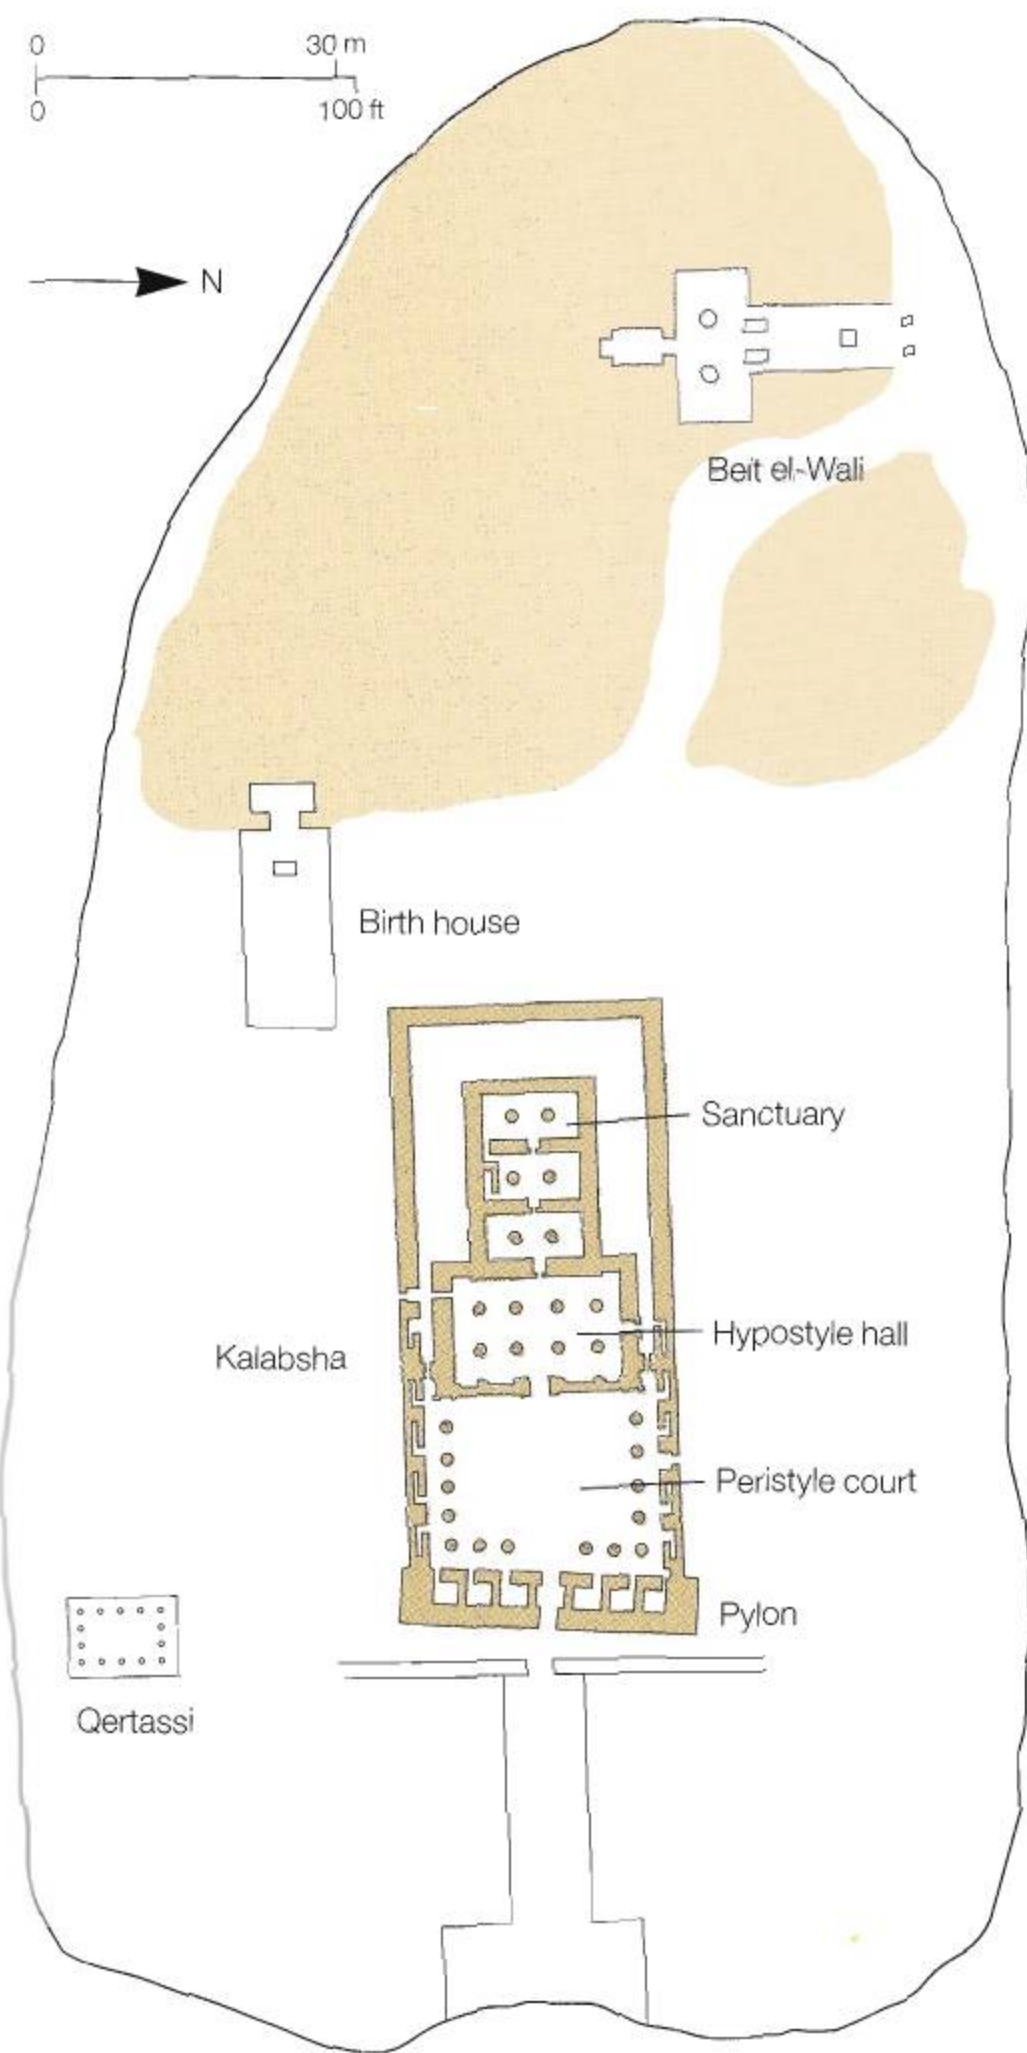 0 30 m
0 100 ft
N
Beit el-Wali
Birth house
Sanctuary
Hypostyle hall
Kalabsha
Peristyle court
Pylon
Qertassi